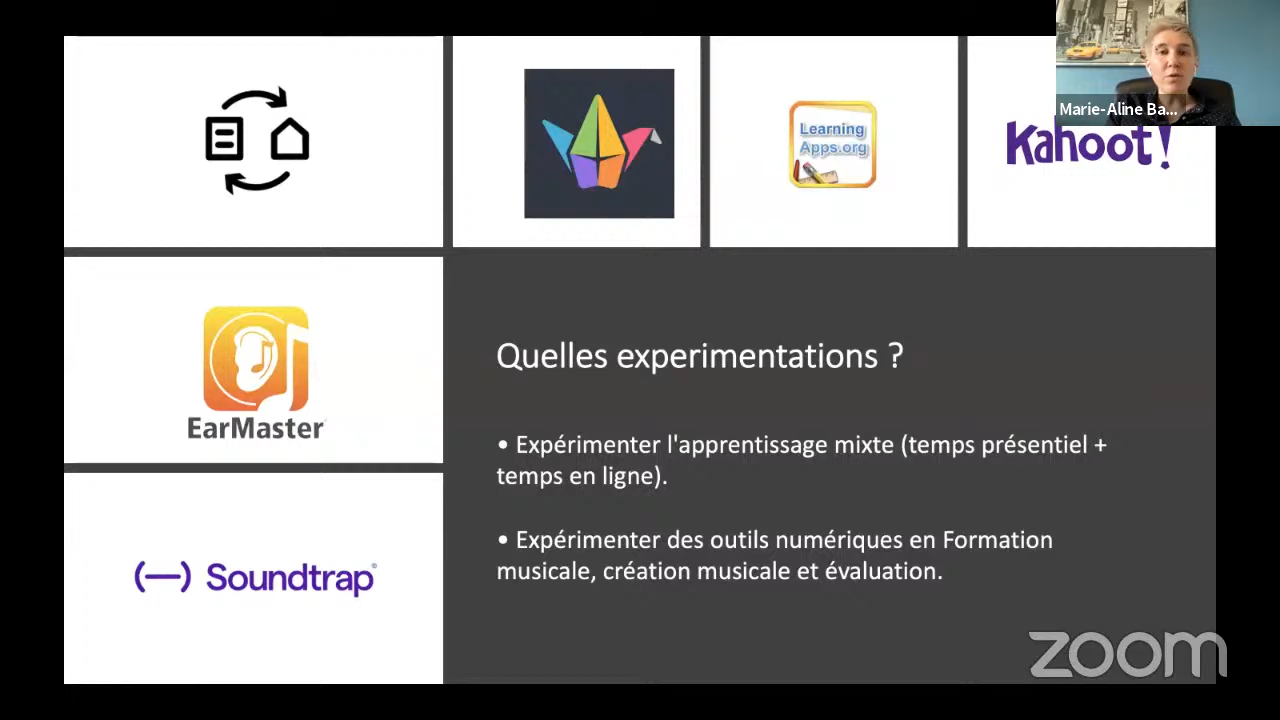 Marie-Aline Ba...
Learning
Apps.org
Kahoot!
EarMaster
Quelles experimentations ?
• Expérimenter l'apprentissage mixte (temps présentiel +
temps en ligne).
• Expérimenter des outils numériques en Formation
musicale, création musicale et évaluation.
(—) Soundtrap®
zoom